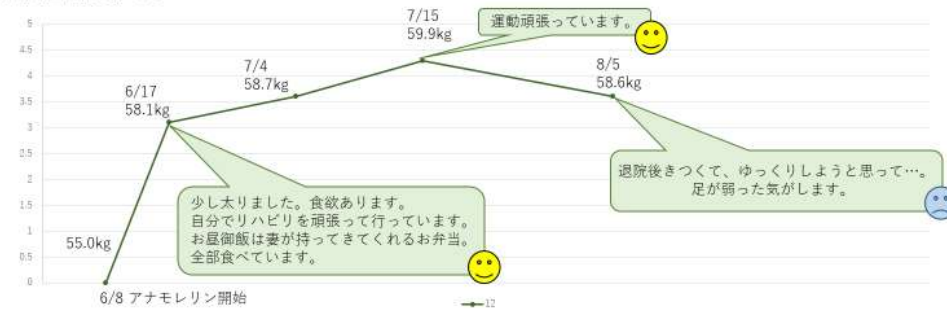 7/15
59.9kg
運動頑張っています。
7/4
58.7kg
8/5
58.6kg
6/17
58.1kg
退院後きつくて、ゆっくりしようと思って…。
足が弱った気がします。
少し太りました。食欲あります。
自分でリハビリを頑張って行っています。
お昼御飯は妻が持ってきてくれるお弁当。
全部食べています。
55.0kg
6/8 アナモレリン開始
5
4.5
4
3.5
3
2.5
2
1.5
1
0.5
0
12